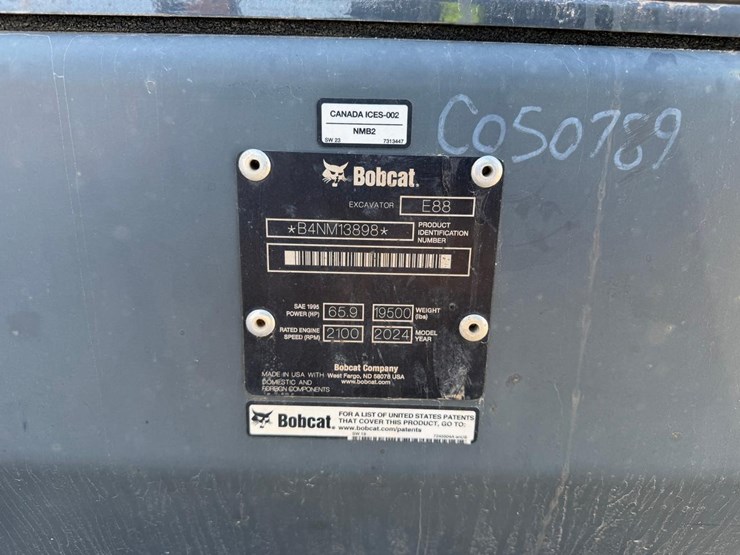 CANADA ICES-002
NMB2
SW 23 7313447
C050789
Bobcat.
EXCAVATOR E88
*B4NM13898*
PRODUCT
IDENTIFICATION
NUMBER
SAE 1995
POWER (HP) 65.9 19500 WEIGHT
(lbs)
RATED ENGINE
SPEED (RPM) 2100 2024 MODEL
YEAR
Bobcat Company
West Fargo, ND 58078 USA
www.bobcat.com
MADE IN USA WITH
DOMESTIC AND
FOREIGN COMPONENTS
Bobcat.
FOR A LIST OF UNITED STATES PATENTS
THAT COVER THIS PRODUCT, GO TO:
www.bobcat.com/patents